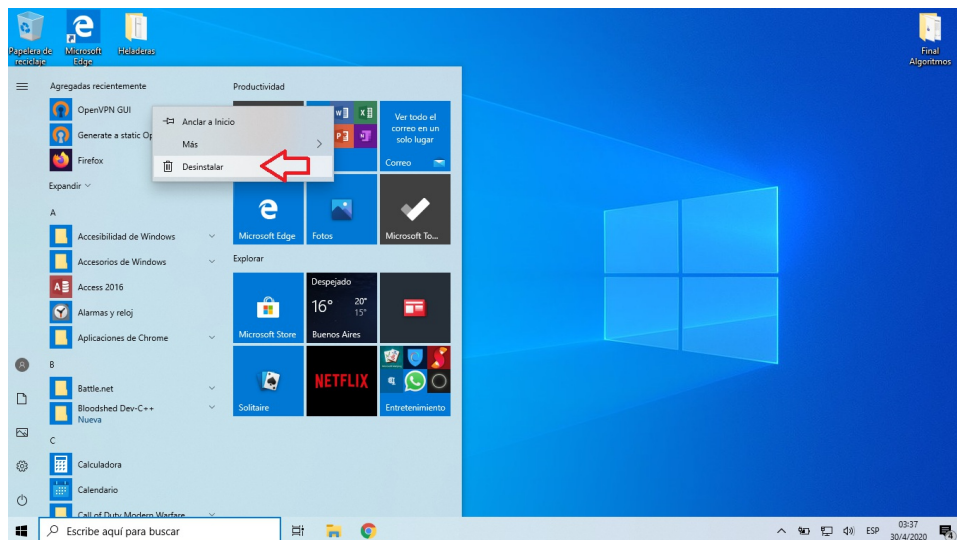 Papelera de
reciclaje
Microsoft
Edge
Heladeras
Final
Algoritmos
Agregadas recientemente
OpenVPN GUI
Generate a static Op
Firefox
Expandir
A
Accesibilidad de Windows
Accesorios de Windows
Access 2016
Alarmas y reloj
Aplicaciones de Chrome
B
Battle.net
Bloodshed Dev-C++
Nueva
C
Calculadora
Calendario
Call of Duty Modern Warfare
Anclar a Inicio
Más
Desinstalar
Productividad
Ver todo el
correo en un
solo lugar
Correo
Microsoft Edge
Fotos
Microsoft To...
Explorar
Microsoft Store
Despejado
16°
20°
15°
Buenos Aires
Solitaire
NETFLIX
Entretenimiento
Escribe aquí para buscar
ESP
03:37
30/4/2020
4